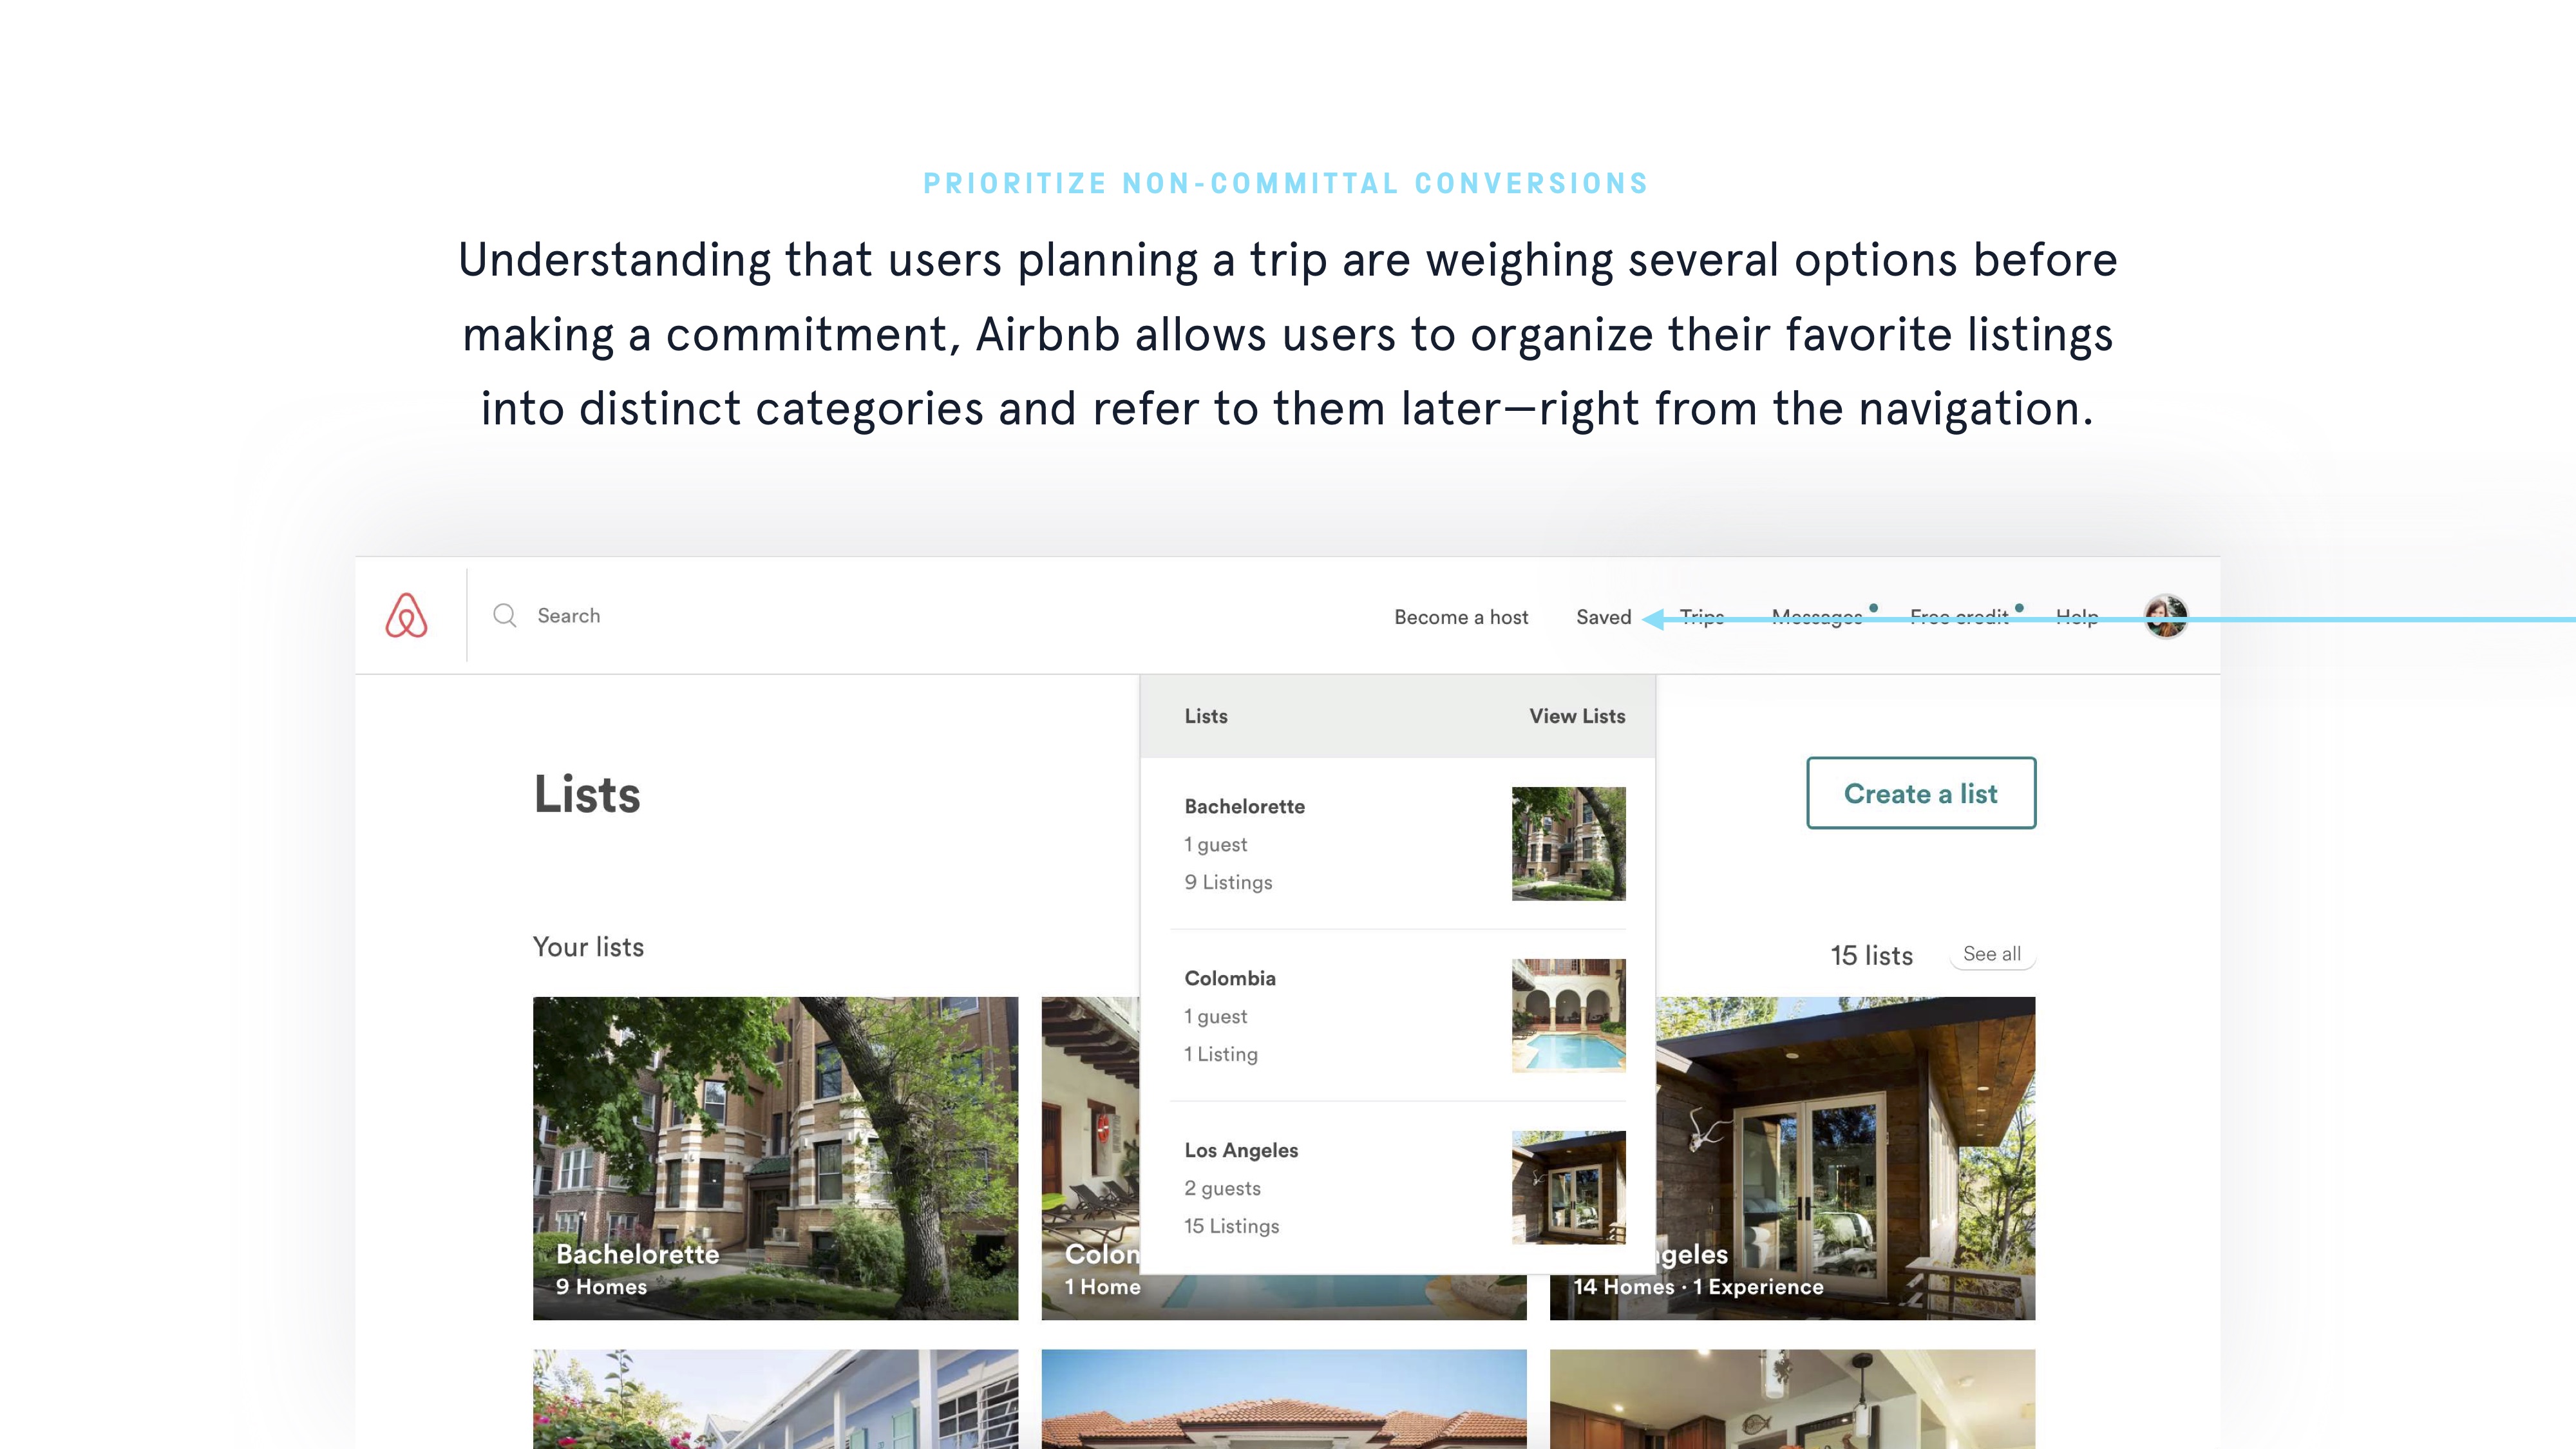 PRIORITIZE NON-COMMITTAL CONVERSIONS
Understanding that users planning a trip are weighing several options before
making a commitment, Airbnb allows users to organize their favorite listings
into distinct categories and refer to them later—right from the navigation.
Search
Become a host
Saved
Trips
Messages
Free credit
Help
Lists
View Lists
Lists
Create a list
Bachelorette
1 guest
9 Listings
Colombia
1 guest
1 Listing
Los Angeles
2 guests
15 Listings
Your lists
15 lists
See all
Bachelorette
9 Homes
Colon
1 Home
geles
14 Homes · 1 Experience